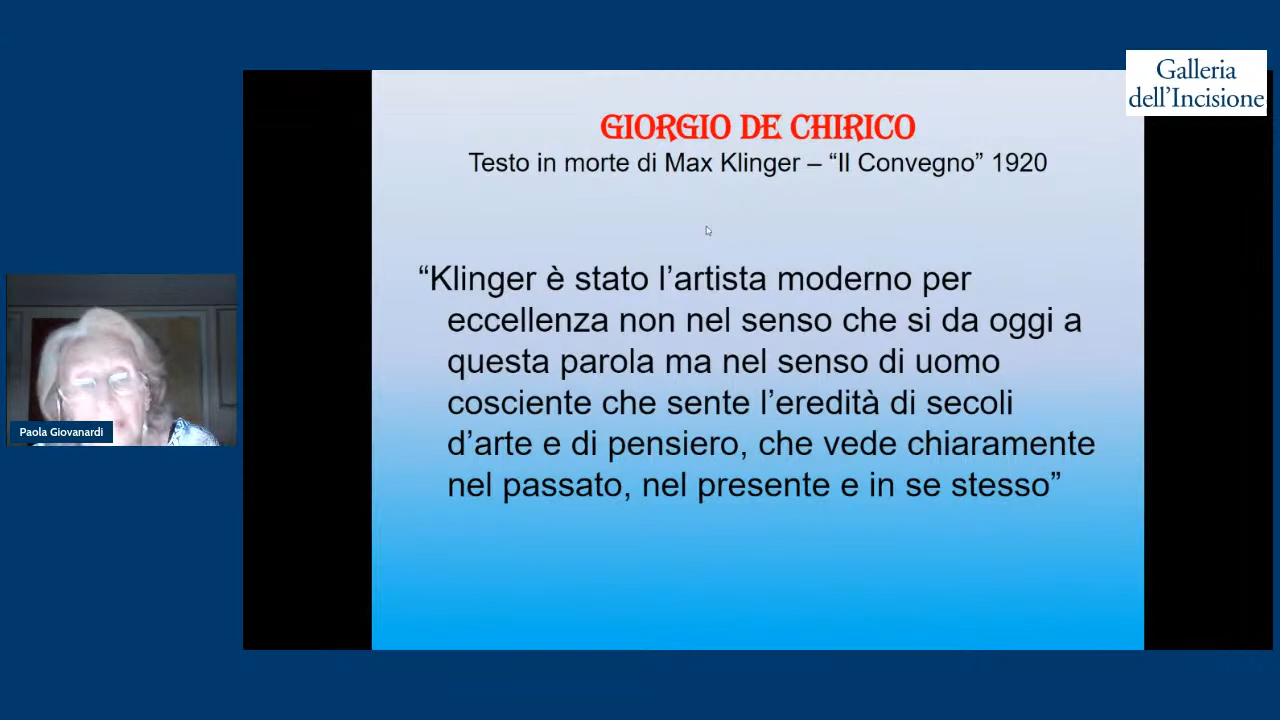 Galleria
dell'Incisione
GIORGIO DE CHIRICO
Testo in morte di Max Klinger – “Il Convegno” 1920
“Klinger è stato l’artista moderno per
eccellenza non nel senso che si da oggi a
questa parola ma nel senso di uomo
cosciente che sente l’eredità di secoli
d’arte e di pensiero, che vede chiaramente
nel passato, nel presente e in se stesso”
Paola Giovanardi